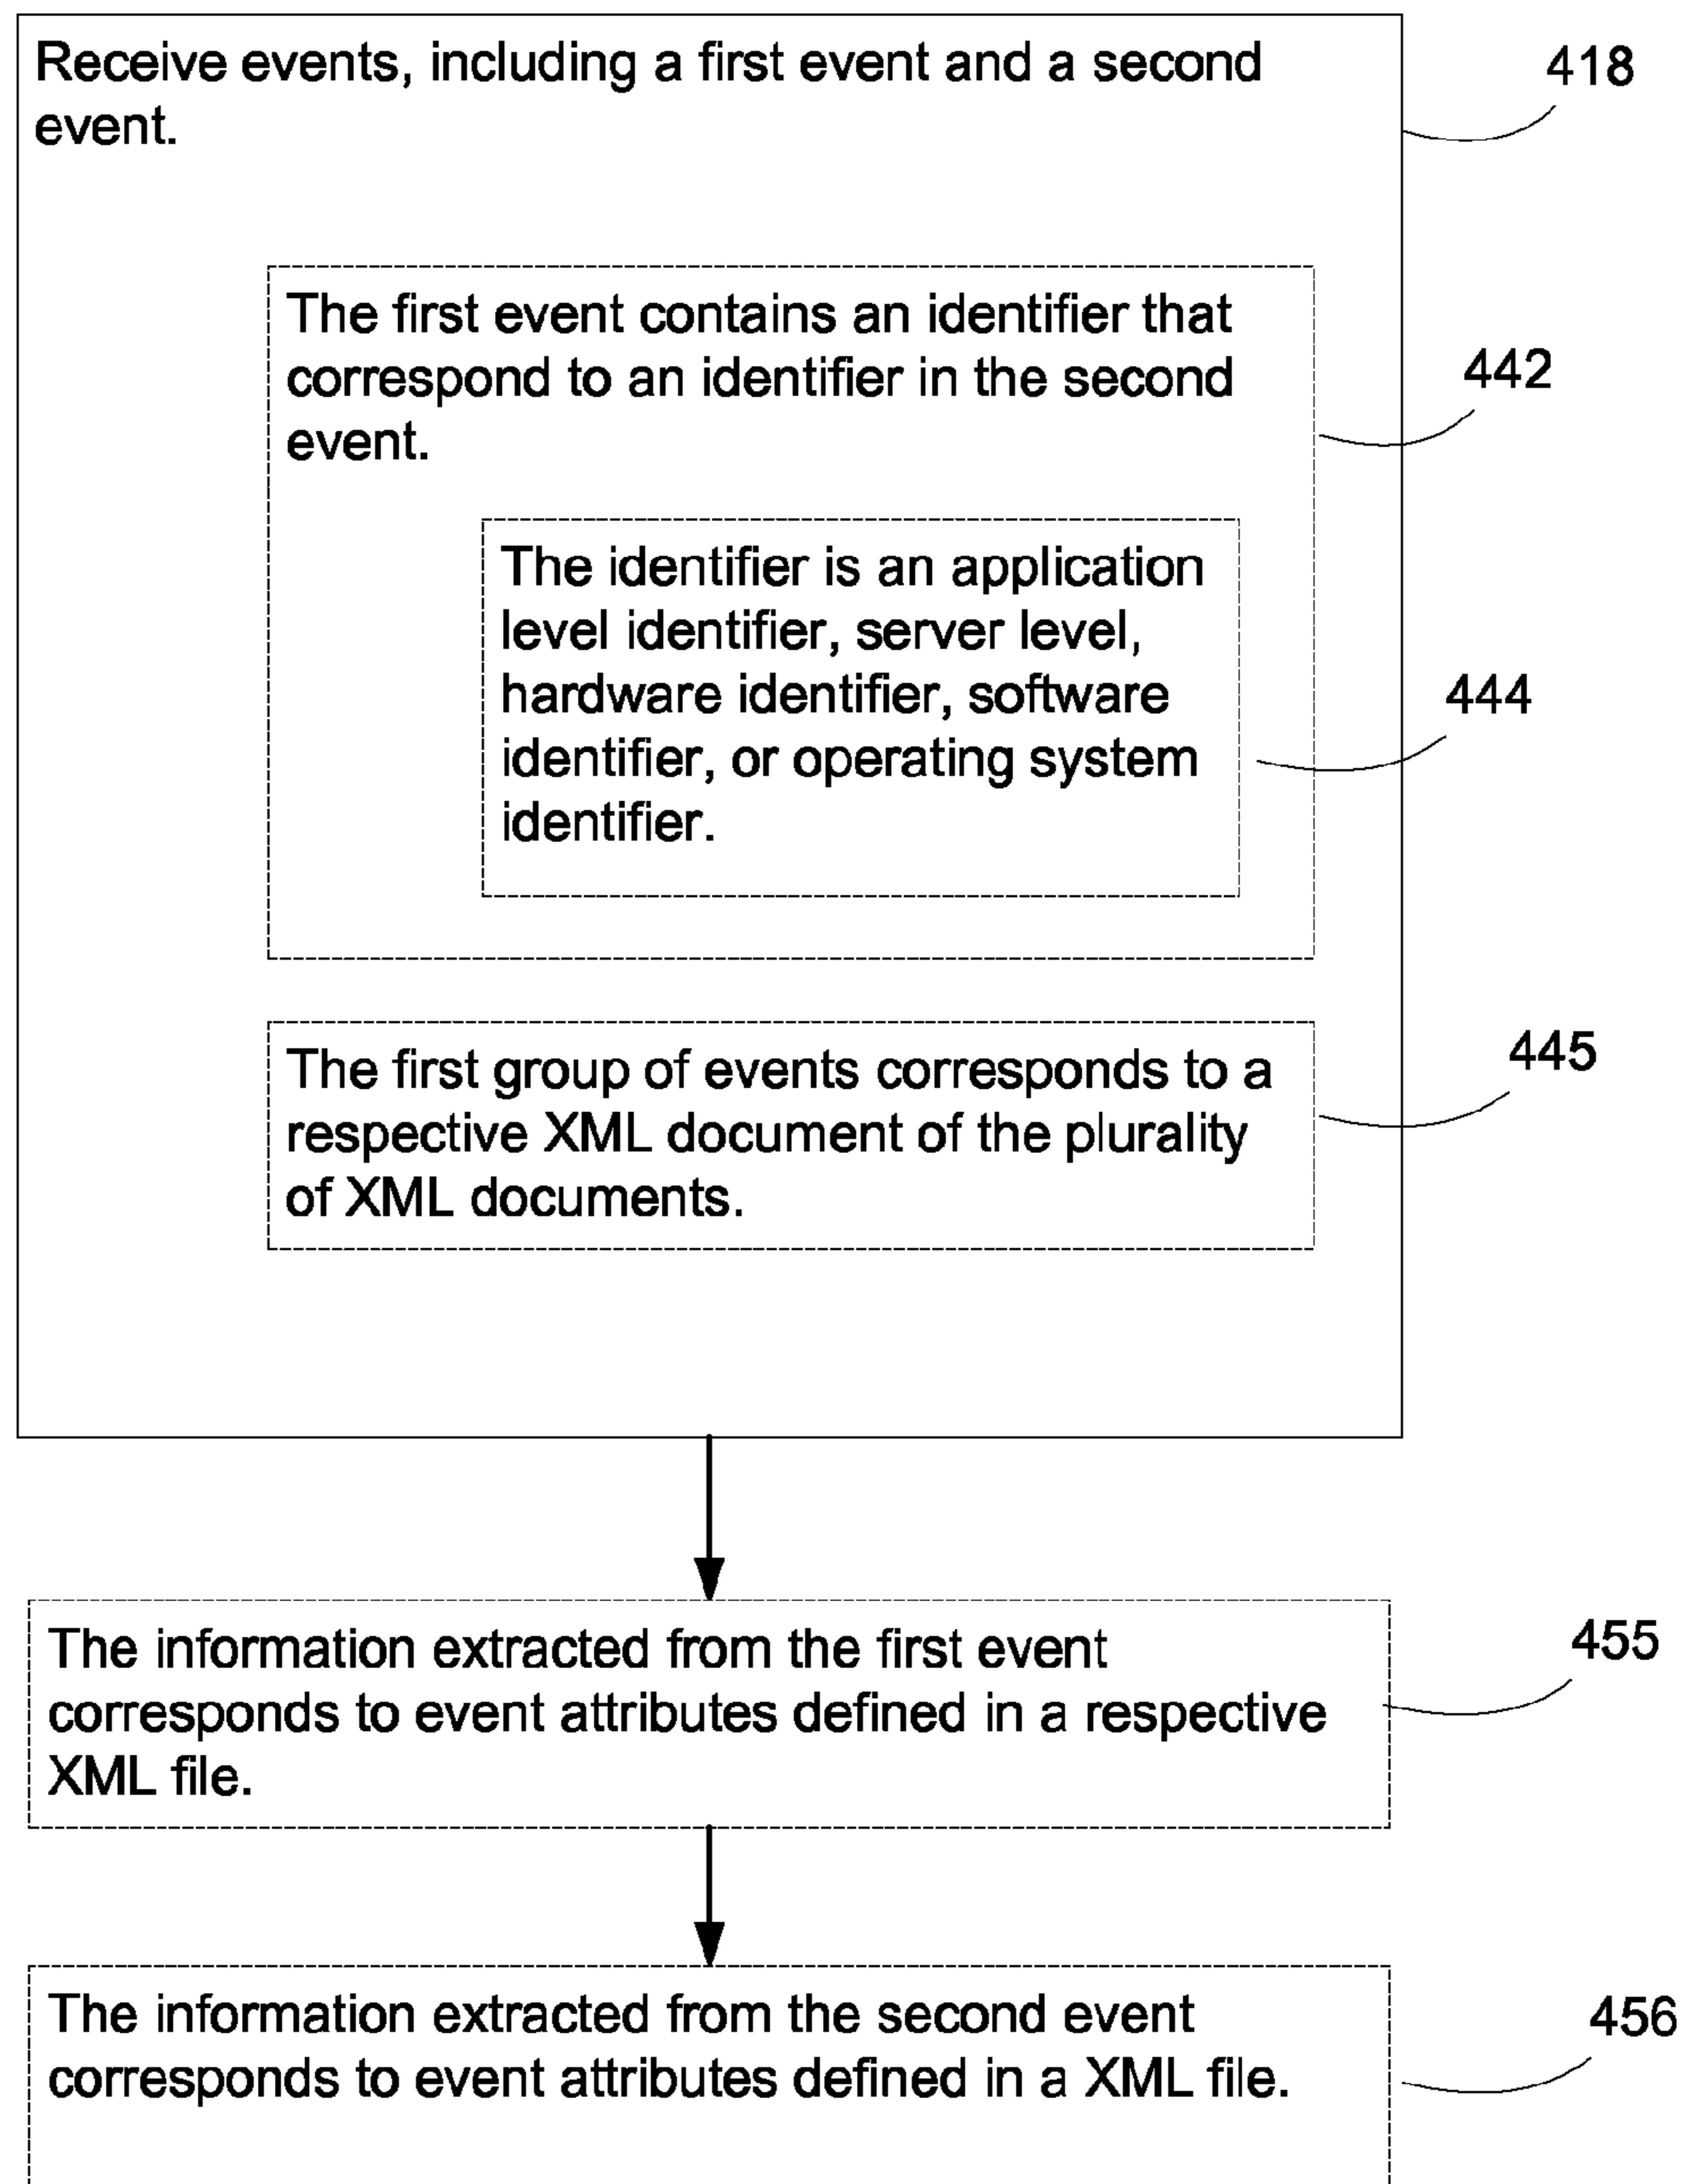 Receive events, including a first event and a second
event.
418
The first event contains an identifier that
correspond to an identifier in the second
event.
442
The identifier is an application
level identifier, server level,
hardware identifier, software
identifier, or operating system
identifier.
444
The first group of events corresponds to a
respective XML document of the plurality
of XML documents.
445
The information extracted from the first event
corresponds to event attributes defined in a respective
XML file.
455
The information extracted from the second event
corresponds to event attributes defined in a XML file.
456